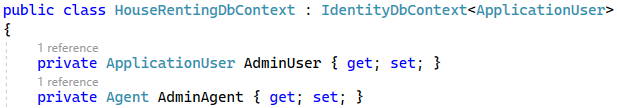 public class HouseRentingDbContext : IdentityDbContext<ApplicationUser>
{
1 reference
private ApplicationUser AdminUser { get; set; }
1 reference
private Agent AdminAgent { get; set; }